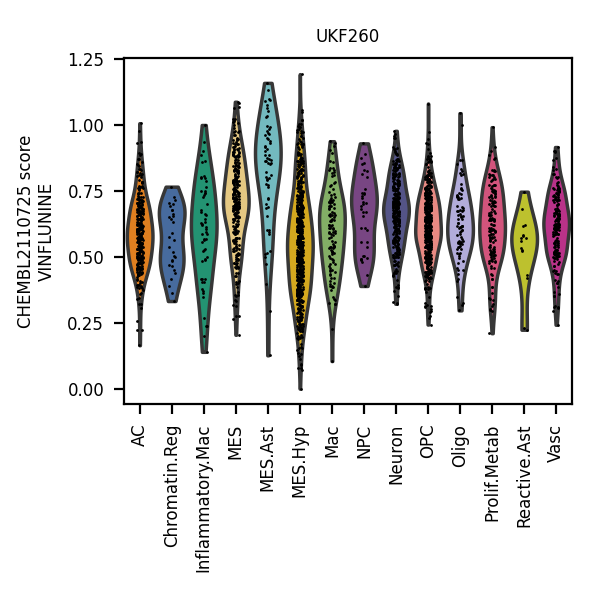 UKF260
CHEMBL2110725 score
VINFLUNINE
1.25
1.00
0.75
0.50
0.25
0.00
AC
Chromatin.Reg
Inflammatory.Mac
MES
MES.Ast
MES.Hyp
Mac
NPC
Neuron
OPC
Oligo
Prolif.Metab
Reactive.Ast
Vasc